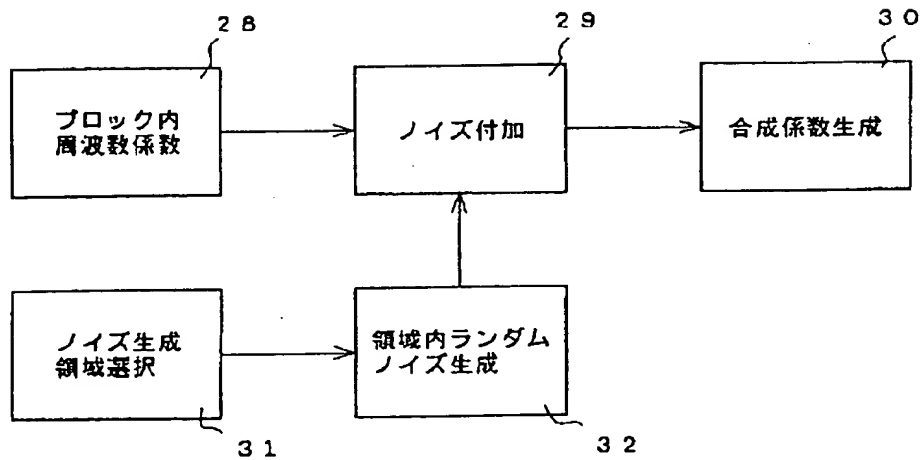 ２８
２９
３０
ブロック内
周波数係数
ノイズ付加
合成係数生成
ノイズ生成
領域選択
領域内ランダム
ノイズ生成
３１
３２